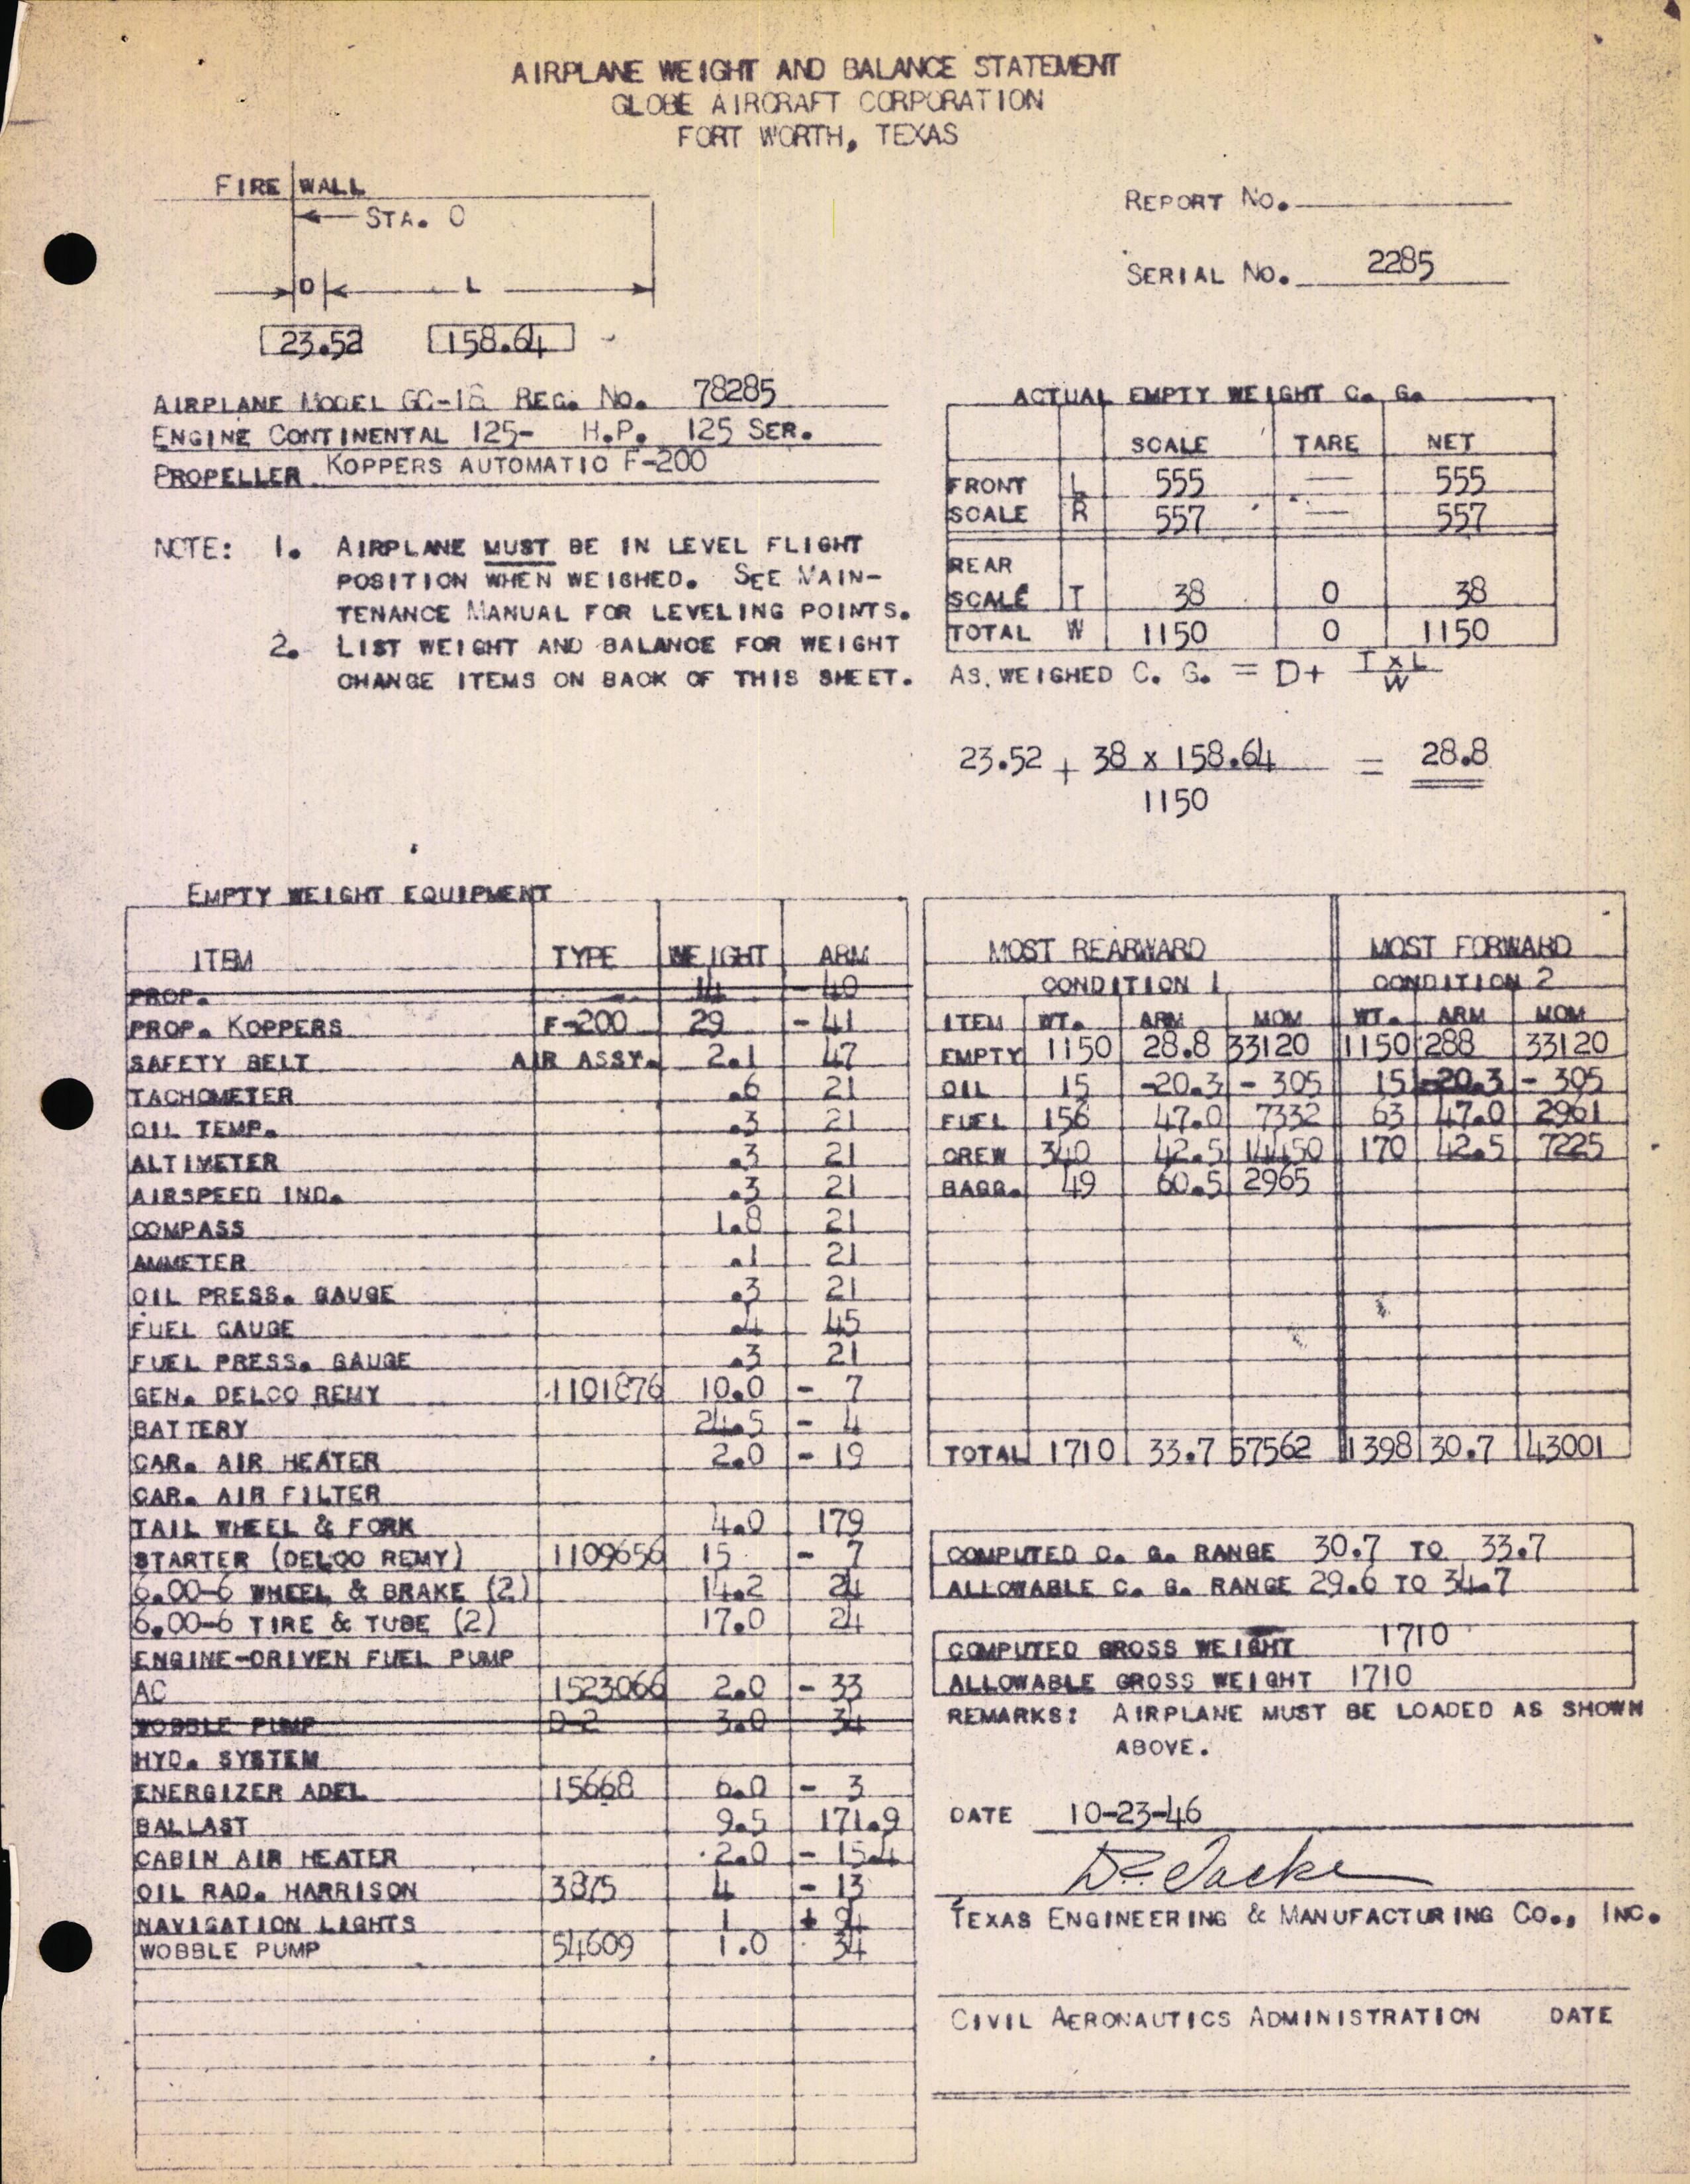 AIRPLANE WEIGHT AND BALANCE STATEMENT
GLOBE AIRCRAFT CORPORATION
FORT WORTH, TEXAS
FIRE WALL
STA. 0
D L
23.52 158.64
REPORT NO.
SERIAL NO. 2285
AIRPLANE MODEL GC-1B REG. NO. 78285
ENGINE CONTINENTAL 125- H.P. 125 SER.
PROPELLER KOPPERS AUTOMATIC F-200
NOTE: 1. AIRPLANE MUST BE IN LEVEL FLIGHT
POSITION WHEN WEIGHED. SEE MAIN-
TENANCE MANUAL FOR LEVELING POINTS.
2. LIST WEIGHT AND BALANCE FOR WEIGHT
CHANGE ITEMS ON BACK OF THIS SHEET.
ACTUAL EMPTY WEIGHT C. G.
SCALE TARE NET
FRONT L 555 — 555
SCALE R 557 — 557
REAR
SCALE T 38 0 38
TOTAL W 1150 0 1150
AS WEIGHED C. G. = D+ T x L
W
23.52 + 38 x 158.64 = 28.8
1150
EMPTY WEIGHT EQUIPMENT
ITEM TYPE WEIGHT ARM
PROP. 14 - 40
PROP. KOPPERS F-200 29 - 41
SAFETY BELT AIR ASSY. 2.1 47
TACHOMETER .6 21
OIL TEMP. .3 21
ALTIMETER .3 21
AIRSPEED IND. .3 21
COMPASS 1.8 21
AMMETER .1 21
OIL PRESS. GAUGE .3 21
FUEL GAUGE .4 45
FUEL PRESS. GAUGE .3 21
GEN. DELCO REMY 1101876 10.0 - 7
BATTERY 24.5 - 4
CAR. AIR HEATER 2.0 - 19
CAR. AIR FILTER
TAIL WHEEL & FORK 4.0 179
STARTER (DELCO REMY) 1109656 15 - 7
6.00-6 WHEEL & BRAKE (2) 14.2 24
6.00-6 TIRE & TUBE (2) 17.0 24
ENGINE-DRIVEN FUEL PUMP
AC 1523066 2.0 - 33
WOBBLE PUMP D-2 3.0 34
HYD. SYSTEM
ENERGIZER ADEL 15668 6.0 - 3
BALLAST 9.5 171.9
CABIN AIR HEATER 2.0 - 15.4
OIL RAD. HARRISON 3875 4 - 13
NAVIGATION LIGHTS 1 +
WOBBLE PUMP 54609 1.0 34
MOST REARWARD MOST FORWARD
CONDITION 1 CONDITION 2
ITEM WT. ARM MOM WT. ARM MOM
EMPTY 1150 28.8 33120 1150 288 33120
OIL 15 -20.3 - 305 15 -20.3 - 305
FUEL 156 47.0 7332 63 47.0 2961
CREW 340 42.5 14450 170 42.5 7225
BAGG. 49 60.5 2965
TOTAL 1710 33.7 57562 1398 30.7 43001
COMPUTED C. G. RANGE 30.7 TO 33.7
ALLOWABLE C. G. RANGE 29.6 TO 34.7
COMPUTED GROSS WEIGHT 1710
ALLOWABLE GROSS WEIGHT 1710
REMARKS: AIRPLANE MUST BE LOADED AS SHOWN
ABOVE.
DATE 10-23-46
TEXAS ENGINEERING & MANUFACTURING CO., INC.
CIVIL AERONAUTICS ADMINISTRATION DATE